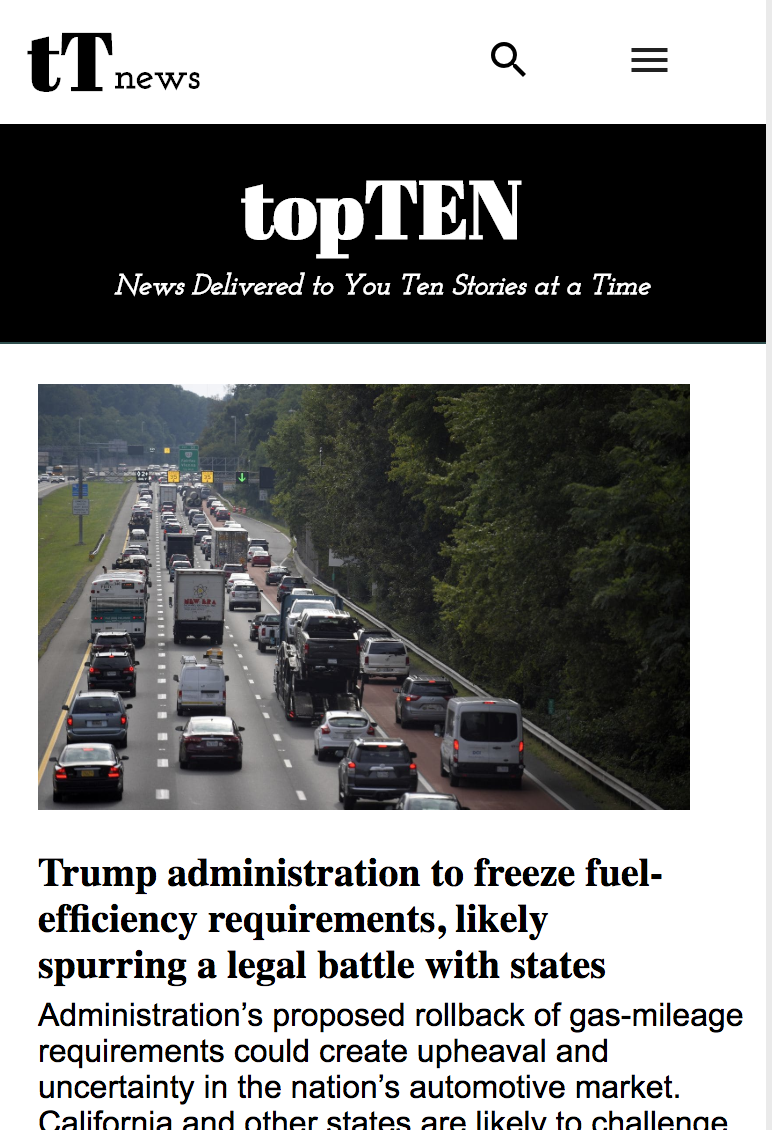 tT news
topTEN
News Delivered to You Ten Stories at a Time
NEW ERA
Trump administration to freeze fuel-
efficiency requirements, likely
spurring a legal battle with states
Administration’s proposed rollback of gas-mileage
requirements could create upheaval and
uncertainty in the nation’s automotive market.
California and other states are likely to challenge